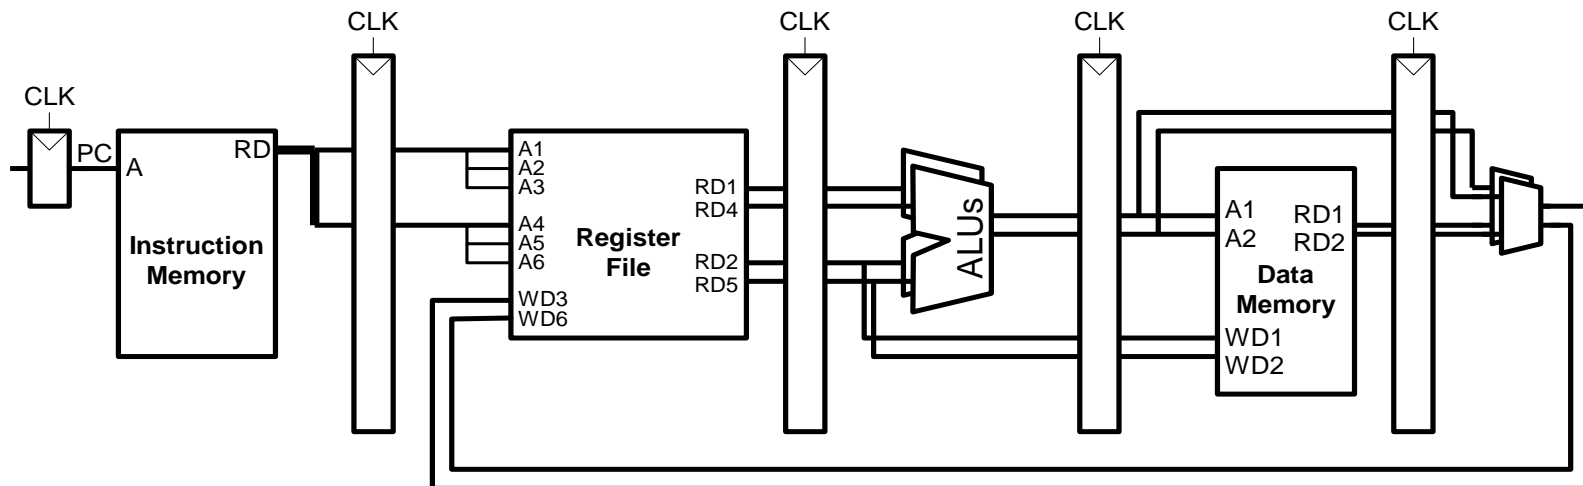 CLK
CLK
CLK
CLK
CLK
PC
A
RD
Instruction
Memory
A1
A2
A3
A4
A5
A6
WD3
WD6
Register
File
RD1
RD4
RD2
RD5
ALUs
A1
A2
RD1
RD2
Data
Memory
WD1
WD2